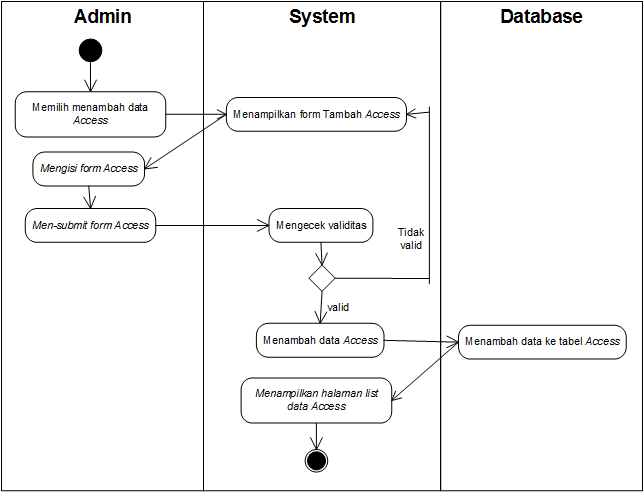 Admin
System
Database
Memilih menambah data
Access
Menampilkan form Tambah Access
Mengisi form Access
Men-submit form Access
Mengecek validitas
Tidak
valid
valid
Menambah data Access
Menambah data ke tabel Access
Menampilkan halaman list
data Access